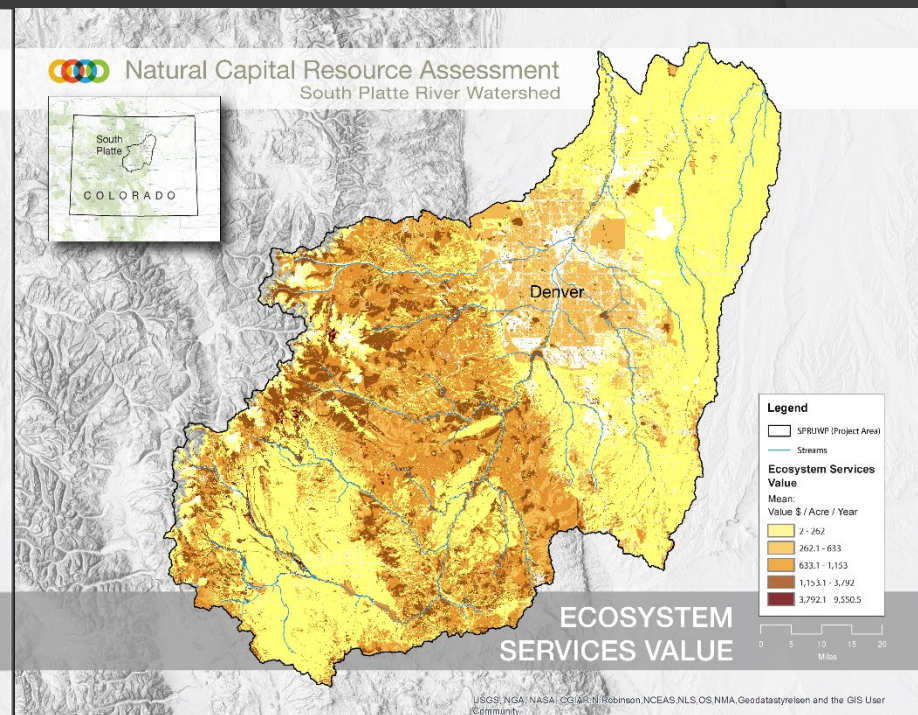 Natural Capital Resource Assessment
South Platte River Watershed
South
Platte
COLORADO
Denver
Legend
SPRUWP (Project Area)
Streams
Ecosystem Services
Value
Mean:
Value $ / Acre / Year
2 - 262
262.1 - 633
633.1 - 1,153
1,153.1 - 3,792
3,792.1 - 9,550.5
0 5 10 15 20
Miles
ECOSYSTEM
SERVICES VALUE
USGS, NGA, NASA, CGIAR, N Robinson, NCEAS, NLS, OS, NMA, Geodatastyrelsen and the GIS User
Community